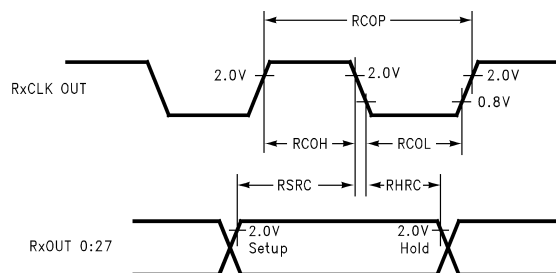 RCOP
2.0V 2.0V 2.0V
RxCLK OUT 0.8V
RCOH RCOL
RSRC RHRC
2.0V 2.0V
RxOUT 0:27 Setup Hold